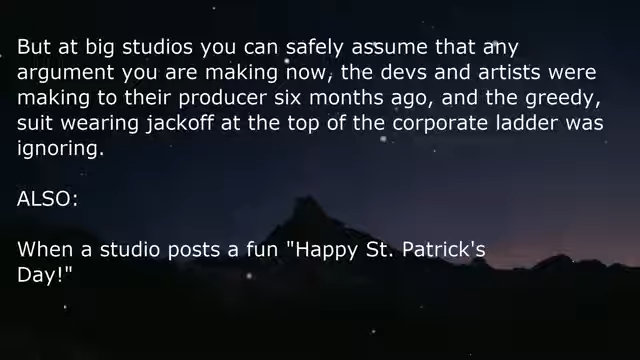 But at big studios you can safely assume that any
argument you are making now, the devs and artists were
making to their producer six months ago, and the greedy,
suit wearing jackoff at the top of the corporate ladder was
ignoring.
ALSO:
When a studio posts a fun "Happy St. Patrick's
Day!"